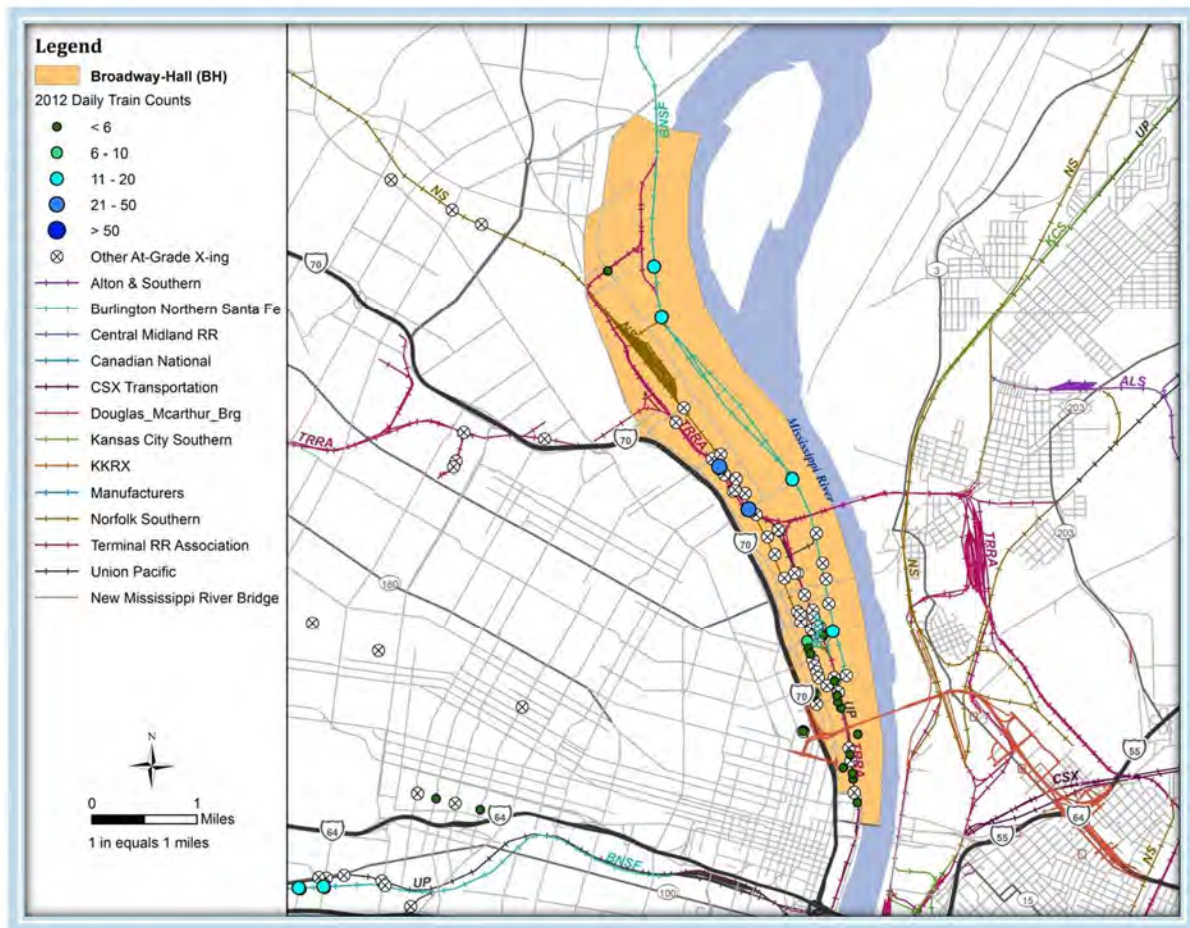 Legend
Broadway-Hall (BH)
2012 Daily Train Counts
< 6
6 - 10
11 - 20
21 - 50
> 50
Other At-Grade X-ing
Alton & Southern
Burlington Northern Santa Fe
Central Midland RR
Canadian National
CSX Transportation
Douglas_Mcarthur_Brg
Kansas City Southern
KKRX
Manufacturers
Norfolk Southern
Terminal RR Association
Union Pacific
New Mississippi River Bridge
N
0 1
Miles
1 in equals 1 miles
BNSF
NS
UP
NS
KCS
70
3
NS
ALS
203
TRRA
70
TRRA
Mississippi River
203
70
TRRA
NS
180
70
UP
TRRA
55
CSX
64
64
64
55
NS
BNSF
UP
100
15